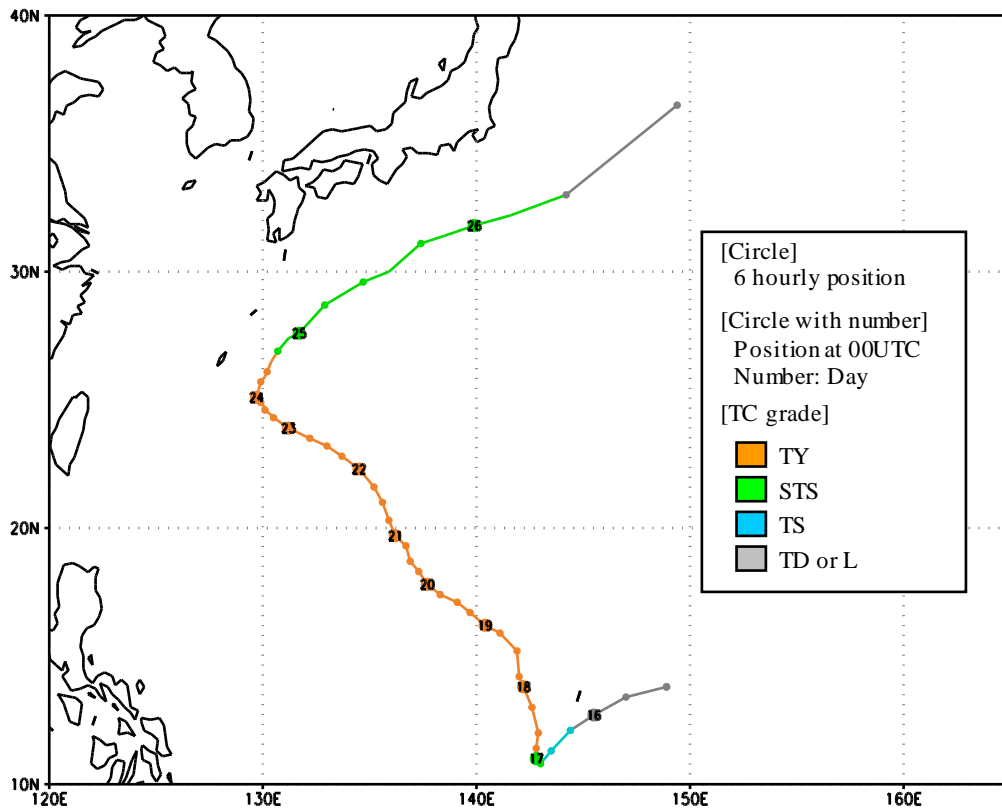 40N
30N
20N
10N
120E
130E
140E
150E
160E
26
25
24
23
22
21
20
19
18
17
16
[Circle]
6 hourly position
[Circle with number]
Position at 00UTC
Number: Day
[TC grade]
TY
STS
TS
TD or L